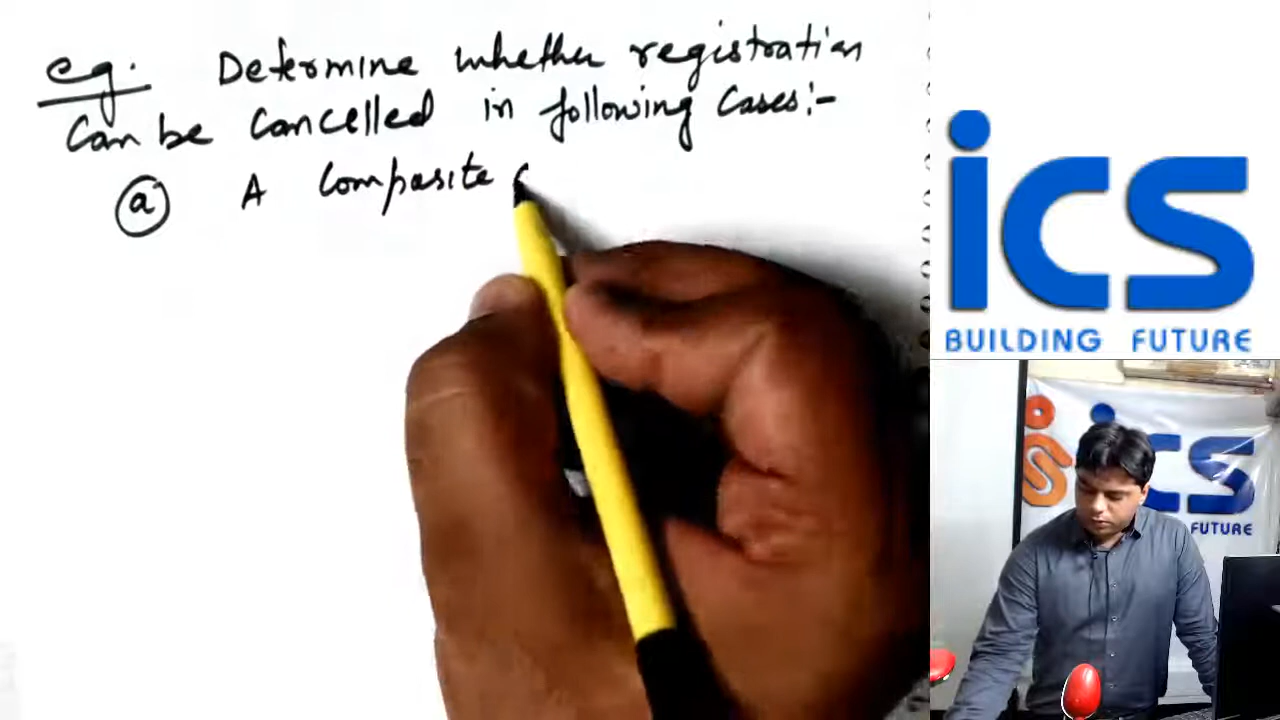 eg. Determine whether registration
can be cancelled in following cases:-
(a) A Composite
iCS
BUILDING FUTURE
iCS
FUTURE